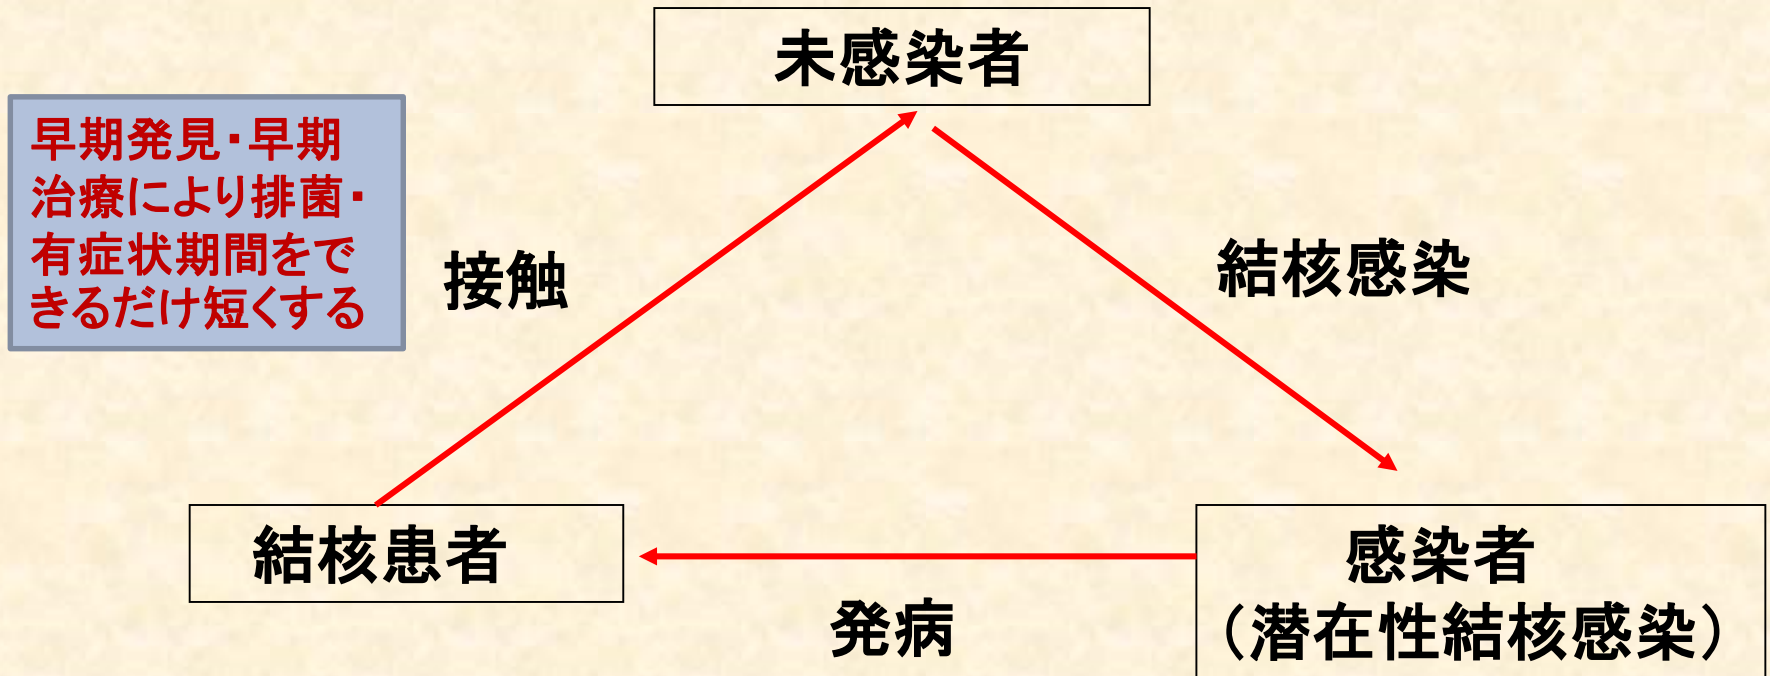 未感染者
早期発見・早期
治療により排菌・
有症状期間をで
きるだけ短くする
接触
結核感染
結核患者
発病
感染者
（潜在性結核感染）